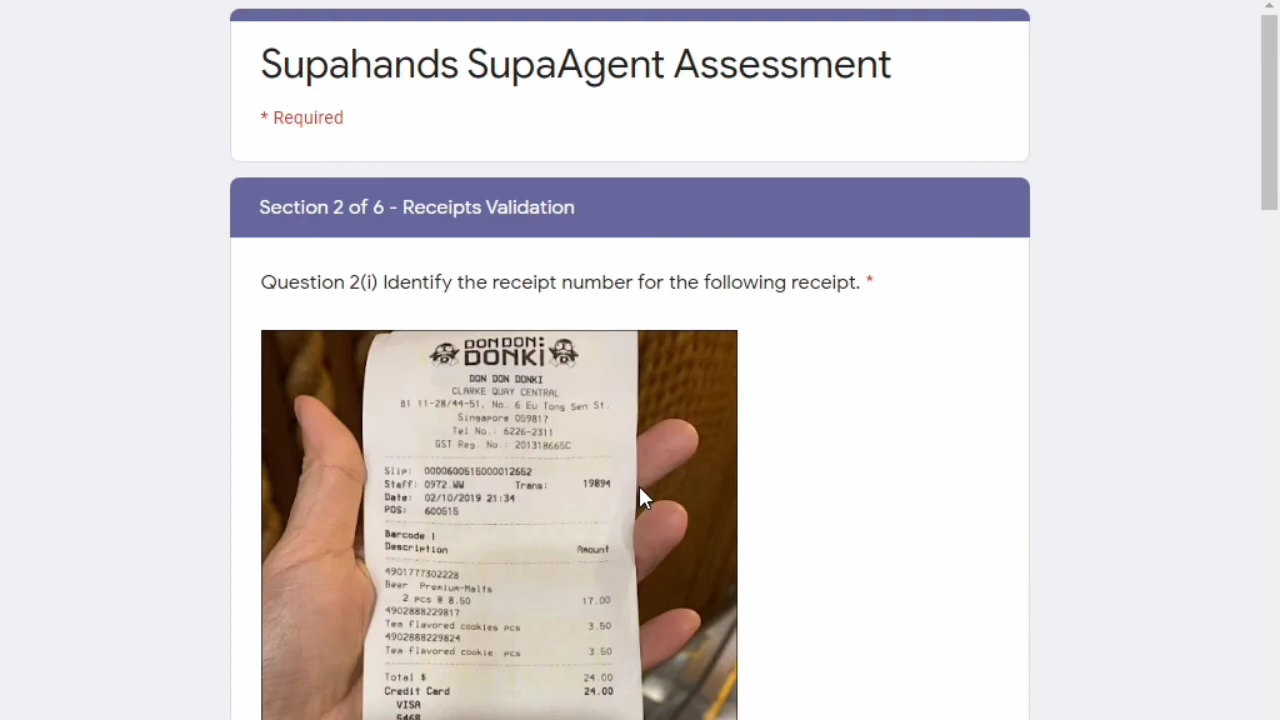 Supahands SupaAgent Assessment
* Required
Section 2 of 6 - Receipts Validation
Question 2(i) Identify the receipt number for the following receipt. *
DON DON:
DONKi
DON DON DONKI
CLARKE QUAY CENTRAL
B1 11-28/44-51, No. 6 Eu Tong Sen St.
Singapore 059817
Tel No.: 6226-2311
GST Reg. No.: 201318665C
Slip: 0000600515000012652
Staff: 0972.WW Trans: 19894
Date: 02/10/2019 21:34
POS: 600515
Barcode |
Description Amount
4901777302228
Beer Premium-Malts
2 pcs @ 8.50 17.00
4902888229817
Tea flavored cookies pcs 3.50
4902888229824
Tea flavored cookie pcs 3.50
Total $ 24.00
Credit Card 24.00
VISA
5468